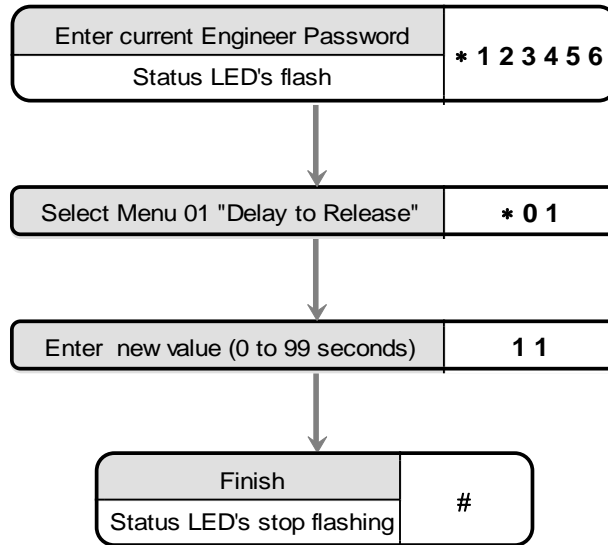 Enter current Engineer Password
* 1 2 3 4 5 6
Status LED's flash
Select Menu 01 "Delay to Release"
* 0 1
Enter new value (0 to 99 seconds)
1 1
Finish
#
Status LED's stop flashing